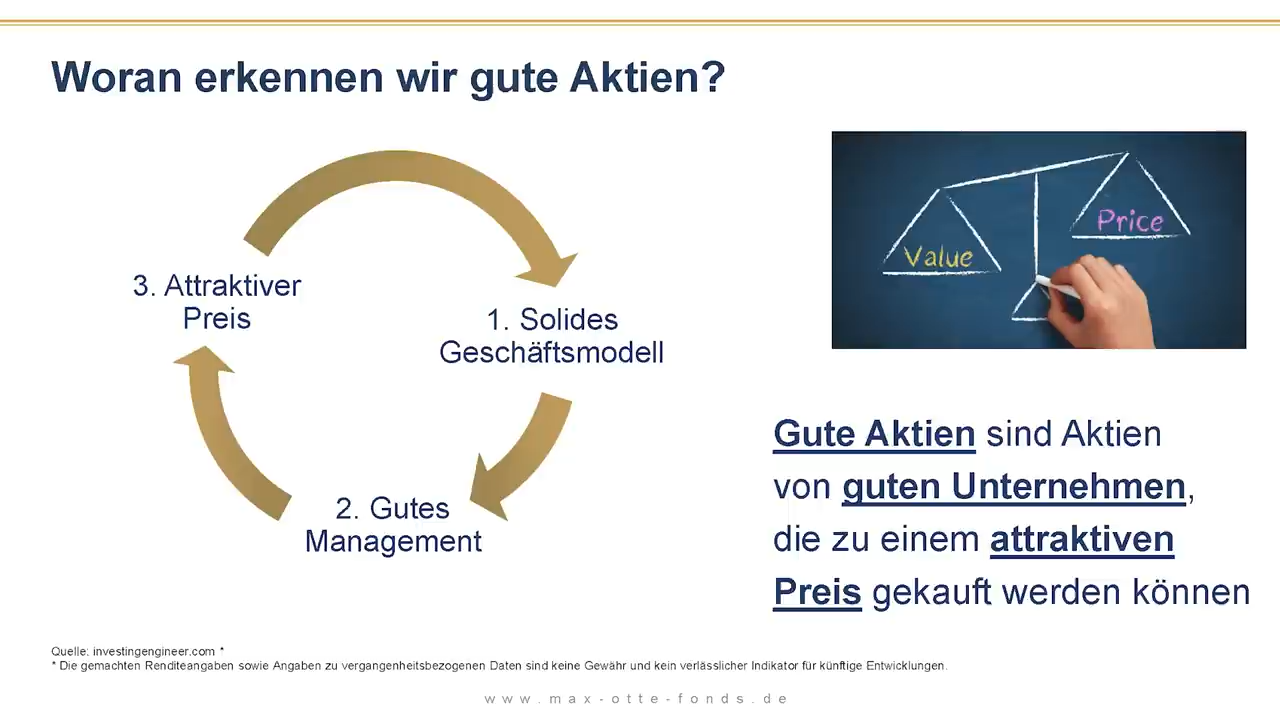 Woran erkennen wir gute Aktien?
3. Attraktiver
Preis
1. Solides
Geschäftsmodell
2. Gutes
Management
Value
Price
Gute Aktien sind Aktien
von guten Unternehmen,
die zu einem attraktiven
Preis gekauft werden können
Quelle: investingengineer.com *
* Die gemachten Renditeangaben sowie Angaben zu vergangenheitsbezogenen Daten sind keine Gewähr und kein verlässlicher Indikator für künftige Entwicklungen.
www.max-otte-fonds.de